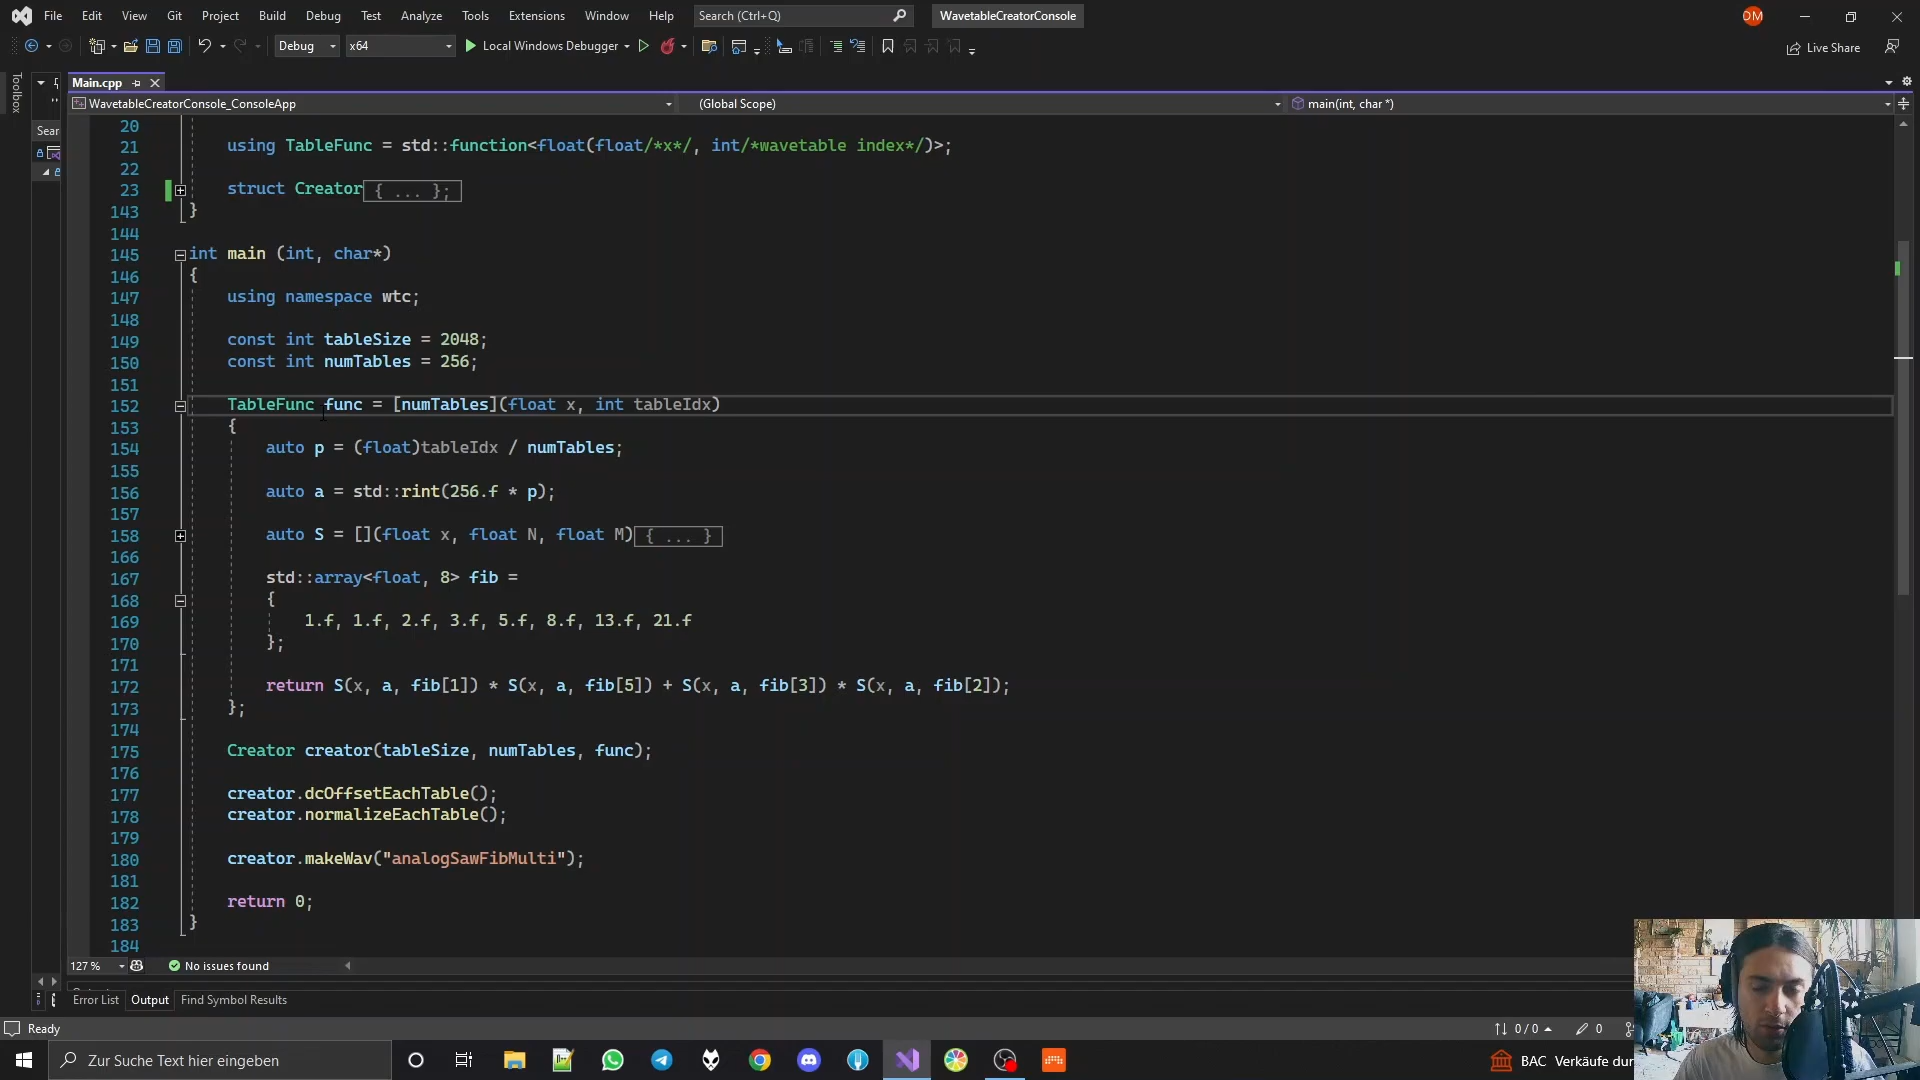 File Edit View Git Project Build Debug Test Analyze Tools Extensions Window Help Search (Ctrl+Q) WavetableCreatorConsole DM
Debug x64 Local Windows Debugger Live Share
Toolbox
Main.cpp
WavetableCreatorConsole_ConsoleApp (Global Scope) main(int, char *)
Sear
20
21 using TableFunc = std::function<float(float/*x*/, int/*wavetable index*/)>;
22
23 struct Creator{ ... };
143 }
144
145 int main (int, char*)
146 {
147 using namespace wtc;
148
149 const int tableSize = 2048;
150 const int numTables = 256;
151
152 TableFunc func = [numTables](float x, int tableIdx)
153 {
154 auto p = (float)tableIdx / numTables;
155
156 auto a = std::rint(256.f * p);
157
158 auto S = [](float x, float N, float M){ ... }
166
167 std::array<float, 8> fib =
168 {
169 1.f, 1.f, 2.f, 3.f, 5.f, 8.f, 13.f, 21.f
170 };
171
172 return S(x, a, fib[1]) * S(x, a, fib[5]) + S(x, a, fib[3]) * S(x, a, fib[2]);
173 };
174
175 Creator creator(tableSize, numTables, func);
176
177 creator.dcOffsetEachTable();
178 creator.normalizeEachTable();
179
180 creator.makeWav("analogSawFibMulti");
181
182 return 0;
183 }
184
127 % No issues found
Error List Output Find Symbol Results
Ready 0 / 0 0
Zur Suche Text hier eingeben BAC Verkäufe dur